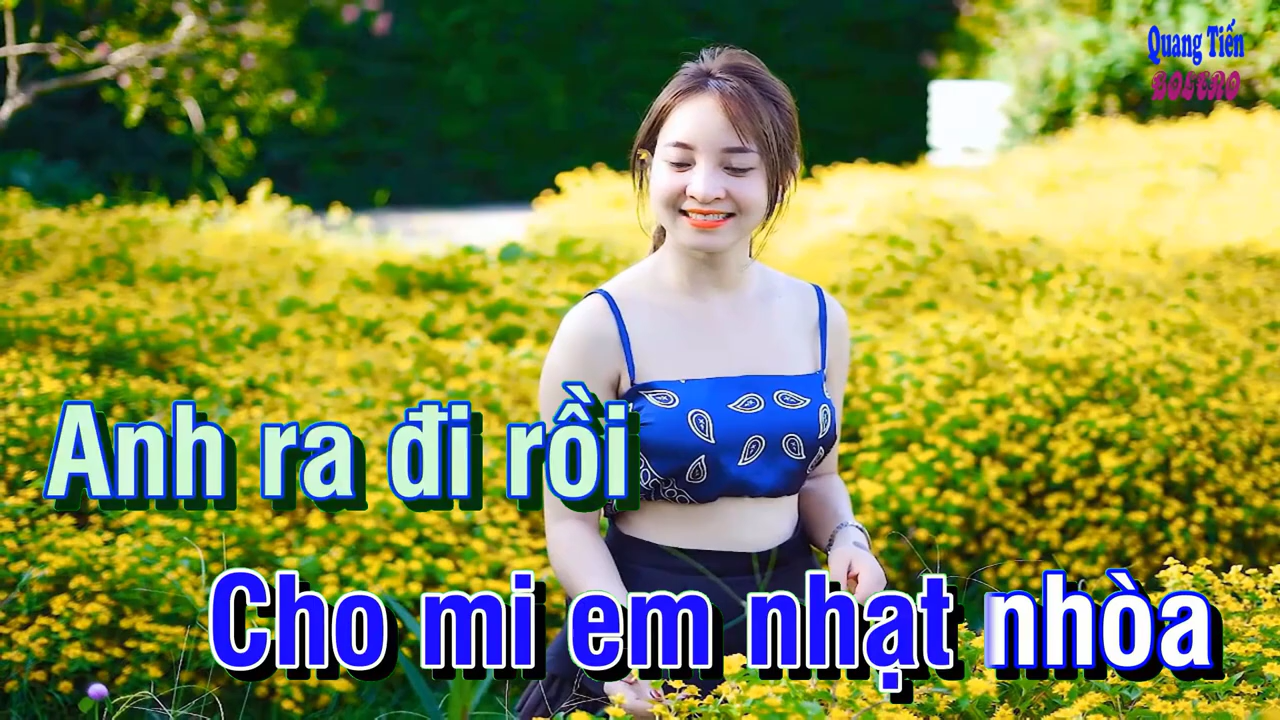 Quang Tiến
BOLERO
Anh ra đi rồi
Cho mi em nhạt nhòa